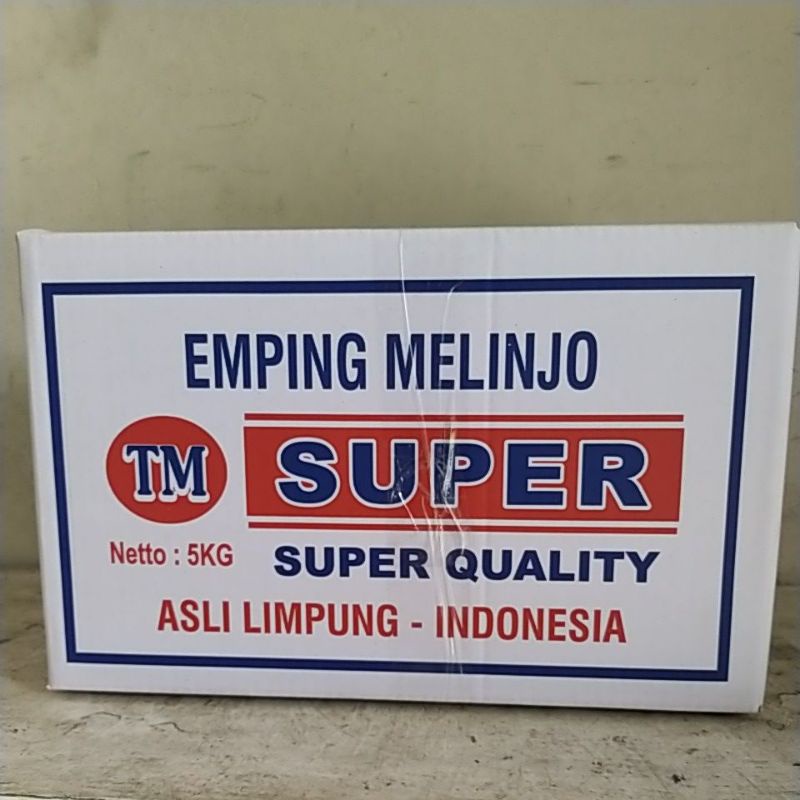 EMPING MELINJO
TM SUPER
Netto : 5KG SUPER QUALITY
ASLI LIMPUNG - INDONESIA